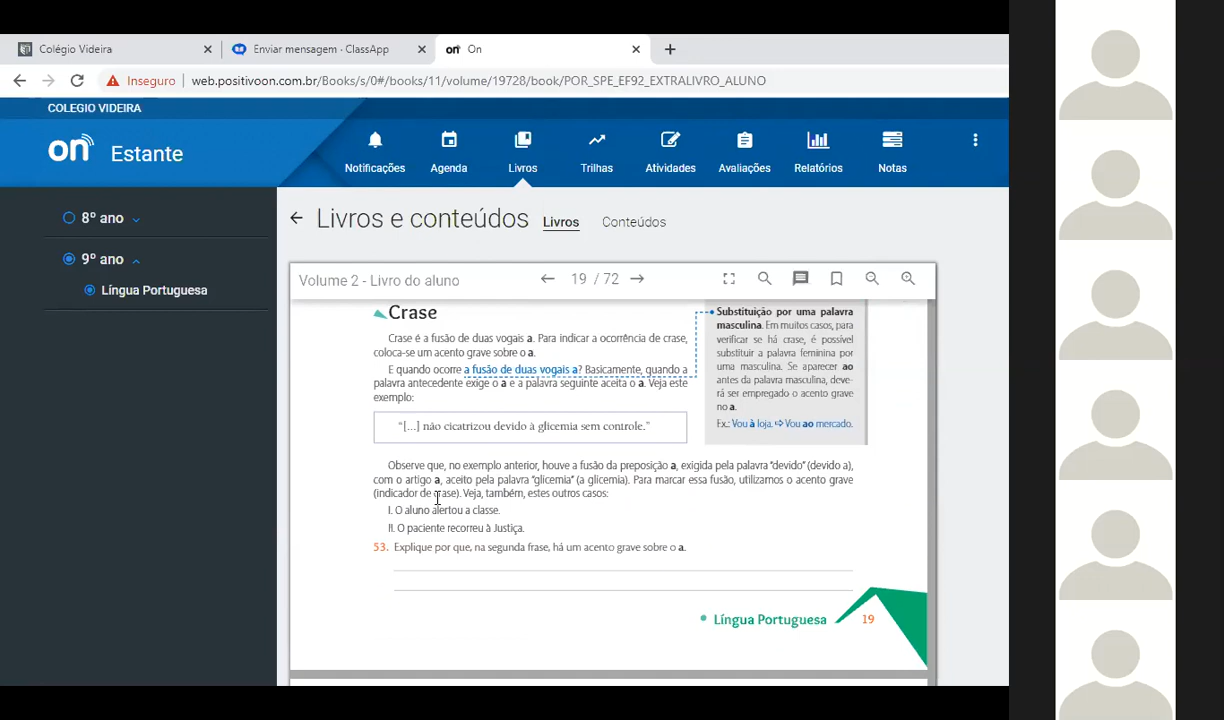 Colégio Videira
Enviar mensagem - ClassApp
On
Inseguro
web.positivoon.com.br/Books/s/0#/books/11/volume/19728/book/POR_SPE_EF92_EXTRALIVRO_ALUNO
COLEGIO VIDEIRA
on Estante
Notificações Agenda Livros Trilhas Atividades Avaliações Relatórios Notas
8º ano
9º ano
Língua Portuguesa
Livros e conteúdos Livros Conteúdos
Volume 2 - Livro do aluno 19 / 72
Crase
Crase é a fusão de duas vogais a. Para indicar a ocorrência de crase,
coloca-se um acento grave sobre o a.
E quando ocorre a fusão de duas vogais a? Basicamente, quando a
palavra antecedente exige o a e a palavra seguinte aceita o a. Veja este
exemplo:
"[...] não cicatrizou devido à glicemia sem controle."
Substituição por uma palavra
masculina. Em muitos casos, para
verificar se há crase, é possível
substituir a palavra feminina por
uma masculina. Se aparecer ao
antes da palavra masculina, deve-
rá ser empregado o acento grave
no a.
Ex.: Vou à loja. ⇨ Vou ao mercado.
Observe que, no exemplo anterior, houve a fusão da preposição a, exigida pela palavra "devido" (devido a),
com o artigo a, aceito pela palavra "glicemia" (a glicemia). Para marcar essa fusão, utilizamos o acento grave
(indicador de crase). Veja, também, estes outros casos:
I. O aluno alertou a classe.
II. O paciente recorreu à Justiça.
53. Explique por que, na segunda frase, há um acento grave sobre o a.
Língua Portuguesa 19